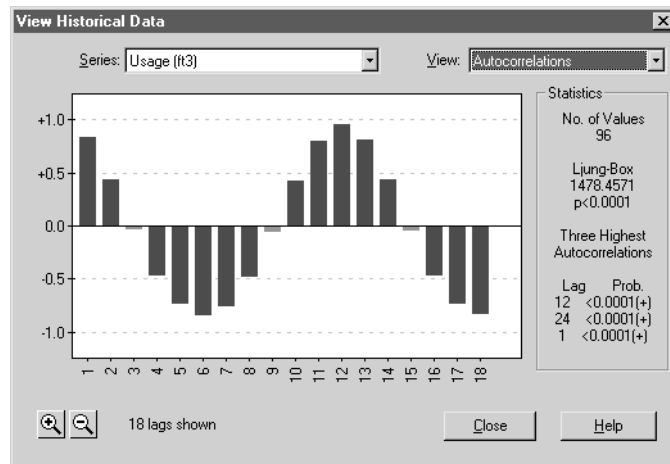 View Historical Data
Series: Usage (ft3) View: Autocorrelations
Statistics
No. of Values
96
Ljung-Box
1478.4571
p<0.0001
Three Highest
Autocorrelations
Lag Prob.
12 <0.0001(+)
24 <0.0001(+)
1 <0.0001(+)
+1.0
+0.5
0.0
-0.5
-1.0
1 2 3 4 5 6 7 8 9 10 11 12 13 14 15 16 17 18
18 lags shown
Close Help